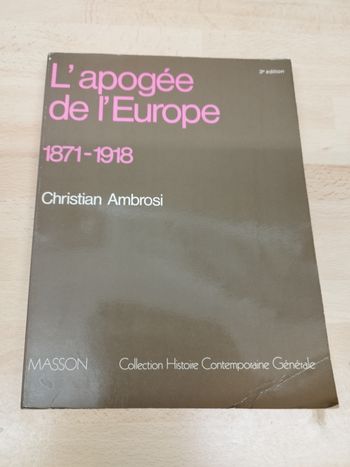 L'apogée
3ᵉ édition
de l'Europe
1871-1918
Christian Ambrosi
MASSON
Collection Histoire Contemporaine Générale